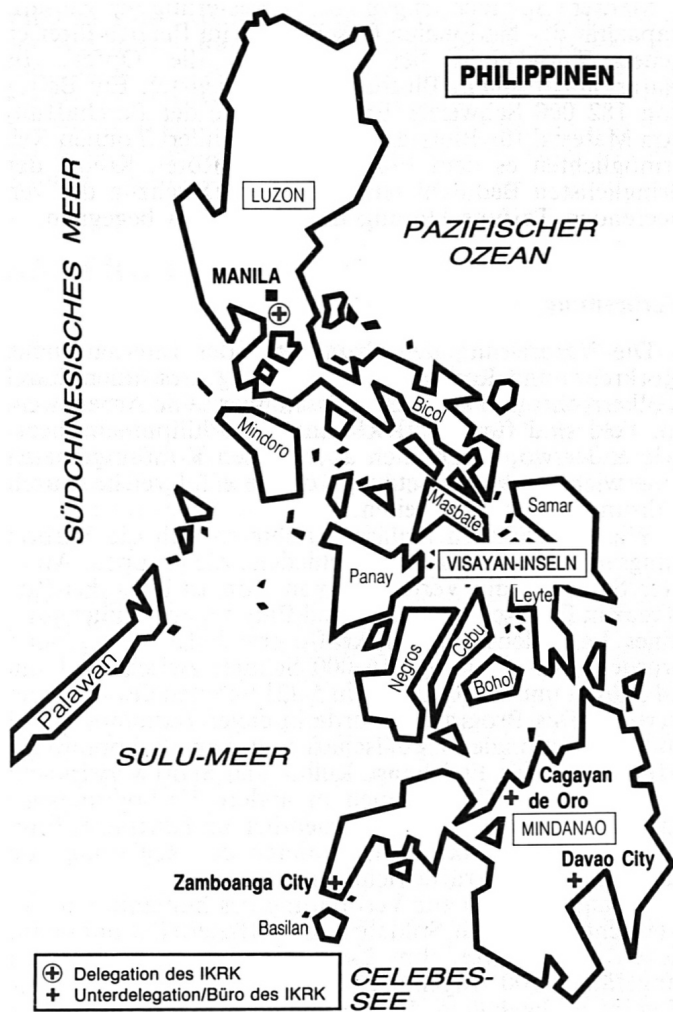 PHILIPPINEN
LUZON
SÜDCHINESISCHES MEER
PAZIFISCHER
OZEAN
MANILA
Bicol
Mindoro
Masbate
Samar
VISAYAN-INSELN
Panay
Leyte
Cebu
Negros
Bohol
Palawan
SULU-MEER
Cagayan
de Oro
MINDANAO
Davao City
Zamboanga City
Basilan
CELEBES-
SEE
Delegation des IKRK
Unterdelegation/Büro des IKRK